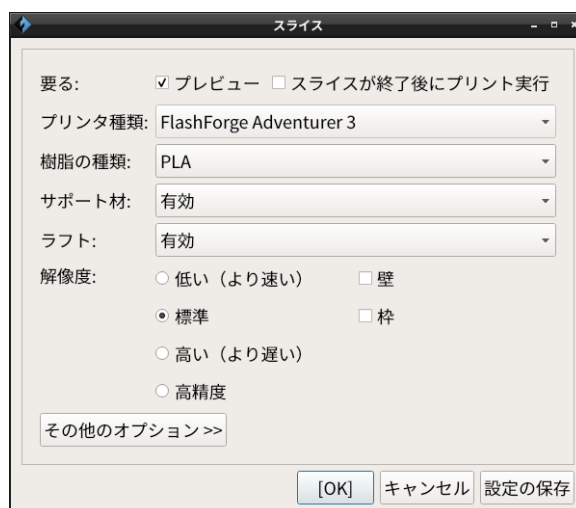 スライス
要る: プレビュー スライスが終了後にプリント実行
プリンタ種類: FlashForge Adventurer 3
樹脂の種類: PLA
サポート材: 有効
ラフト: 有効
解像度: 低い（より速い） 壁
標準 枠
高い（より遅い）
高精度
その他のオプション >>
[OK] キャンセル 設定の保存